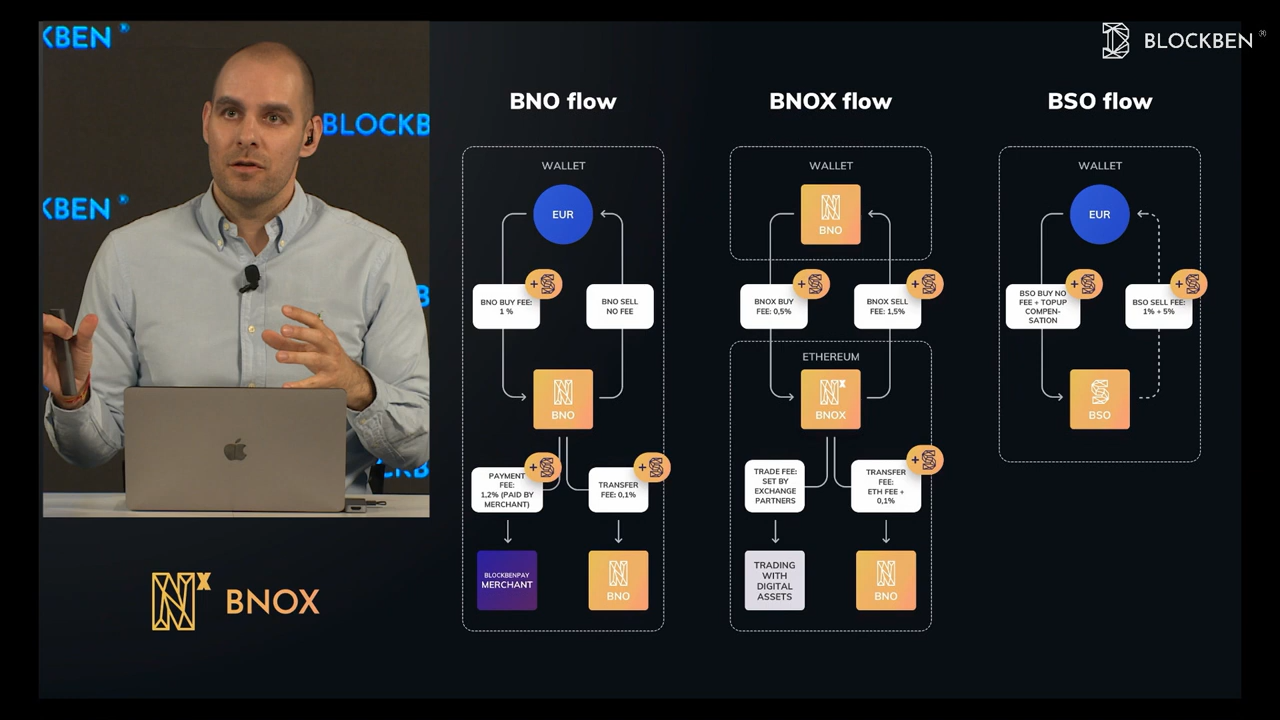 KBEN ®
BLOCKB
KBEN ®
B
CKB
BNOX
BLOCKBEN ®
BNO flow
WALLET
EUR
BNO BUY FEE:
1 %
+
BNO SELL
NO FEE
BNO
PAYMENT
FEE:
1,2% (PAID BY
MERCHANT)
+
TRANSFER
FEE: 0,1%
+
BLOCKBENPAY
MERCHANT
BNO
BNOX flow
WALLET
BNO
BNOX BUY
FEE: 0,5%
+
BNOX SELL
FEE: 1,5%
+
ETHEREUM
BNOX
TRADE FEE:
SET BY
EXCHANGE
PARTNERS
TRANSFER
FEE:
ETH FEE +
0,1%
+
TRADING
WITH
DIGITAL
ASSETS
BNO
BSO flow
WALLET
EUR
BSO BUY NO
FEE + TOPUP
COMPEN-
SATION
+
BSO SELL FEE:
1% + 5%
+
BSO